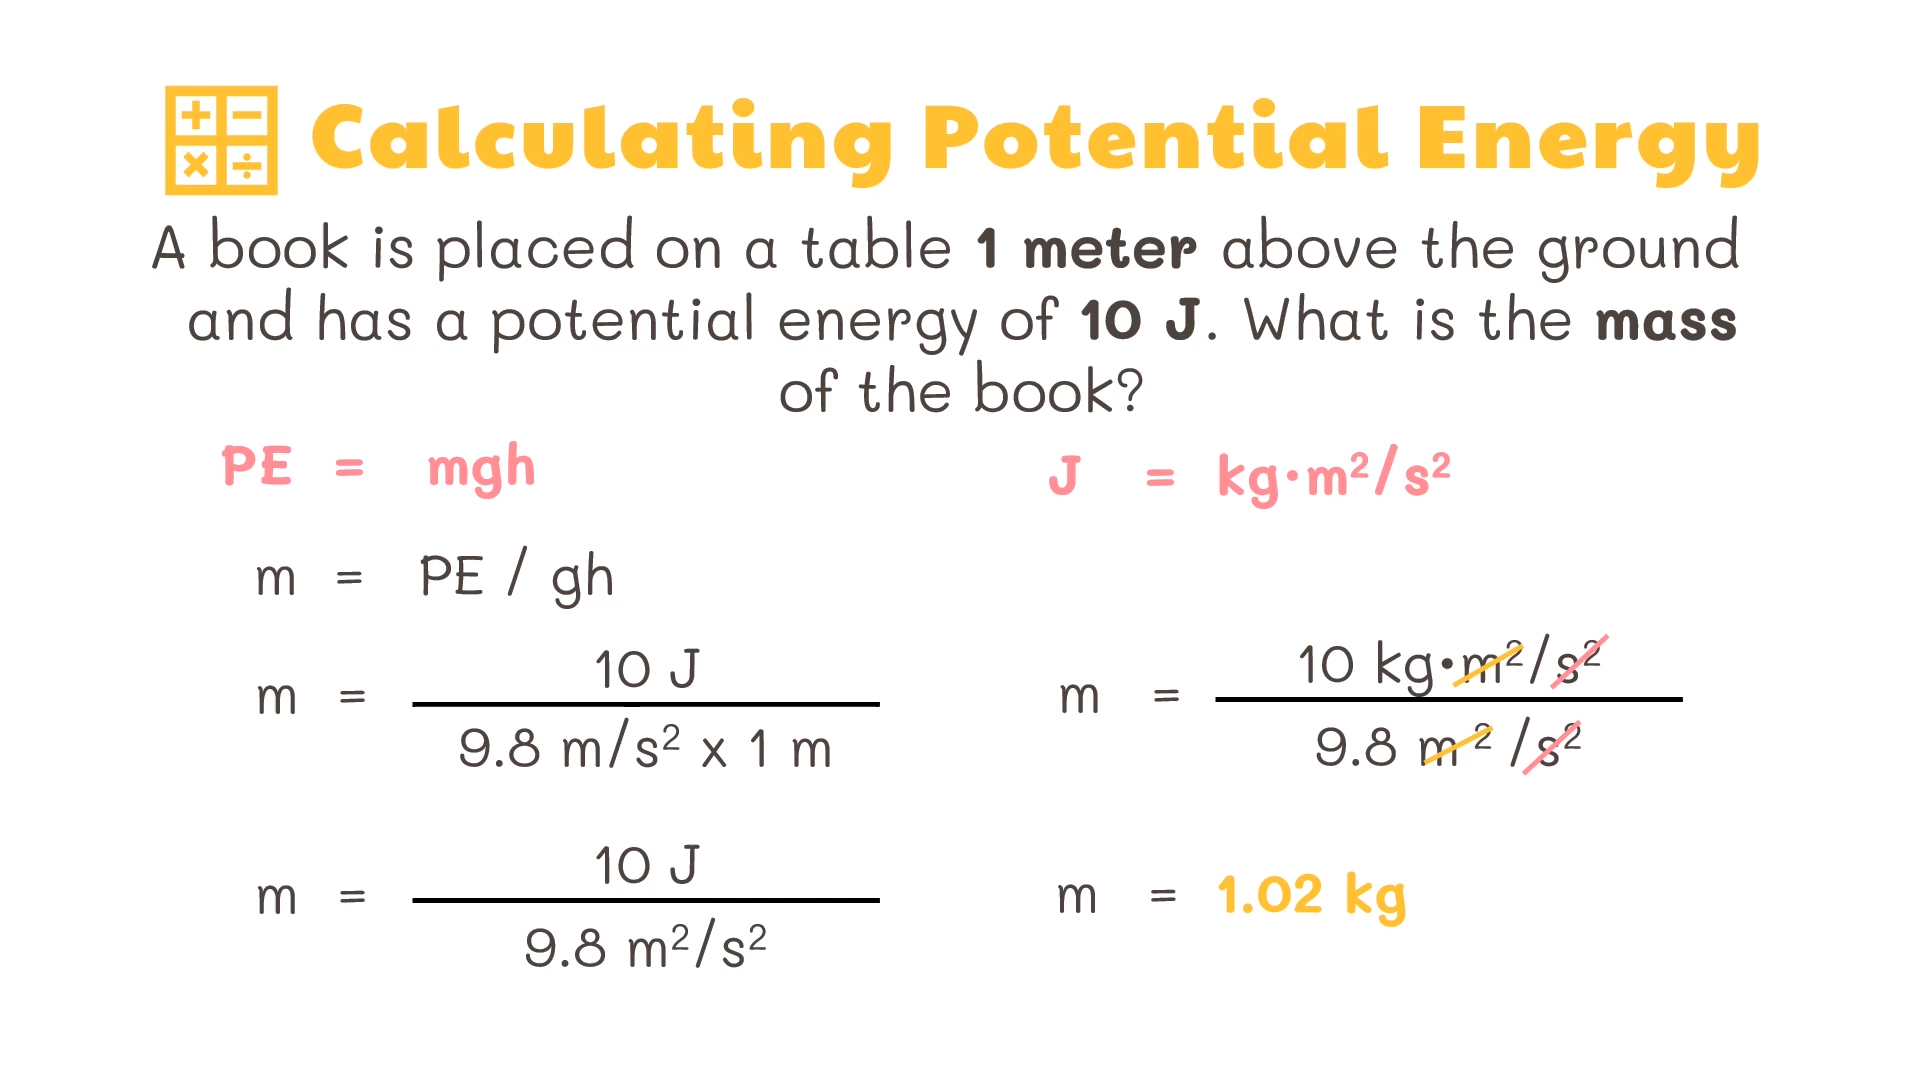 Calculating Potential Energy
A book is placed on a table 1 meter above the ground
and has a potential energy of 10 J. What is the mass
of the book?
PE = mgh
m = PE / gh
m = 10 J
9.8 m/s² x 1 m
m = 10 J
9.8 m²/s²
J = kg·m²/s²
m = 10 kg·m²/s²
9.8 m² /s²
m = 1.02 kg